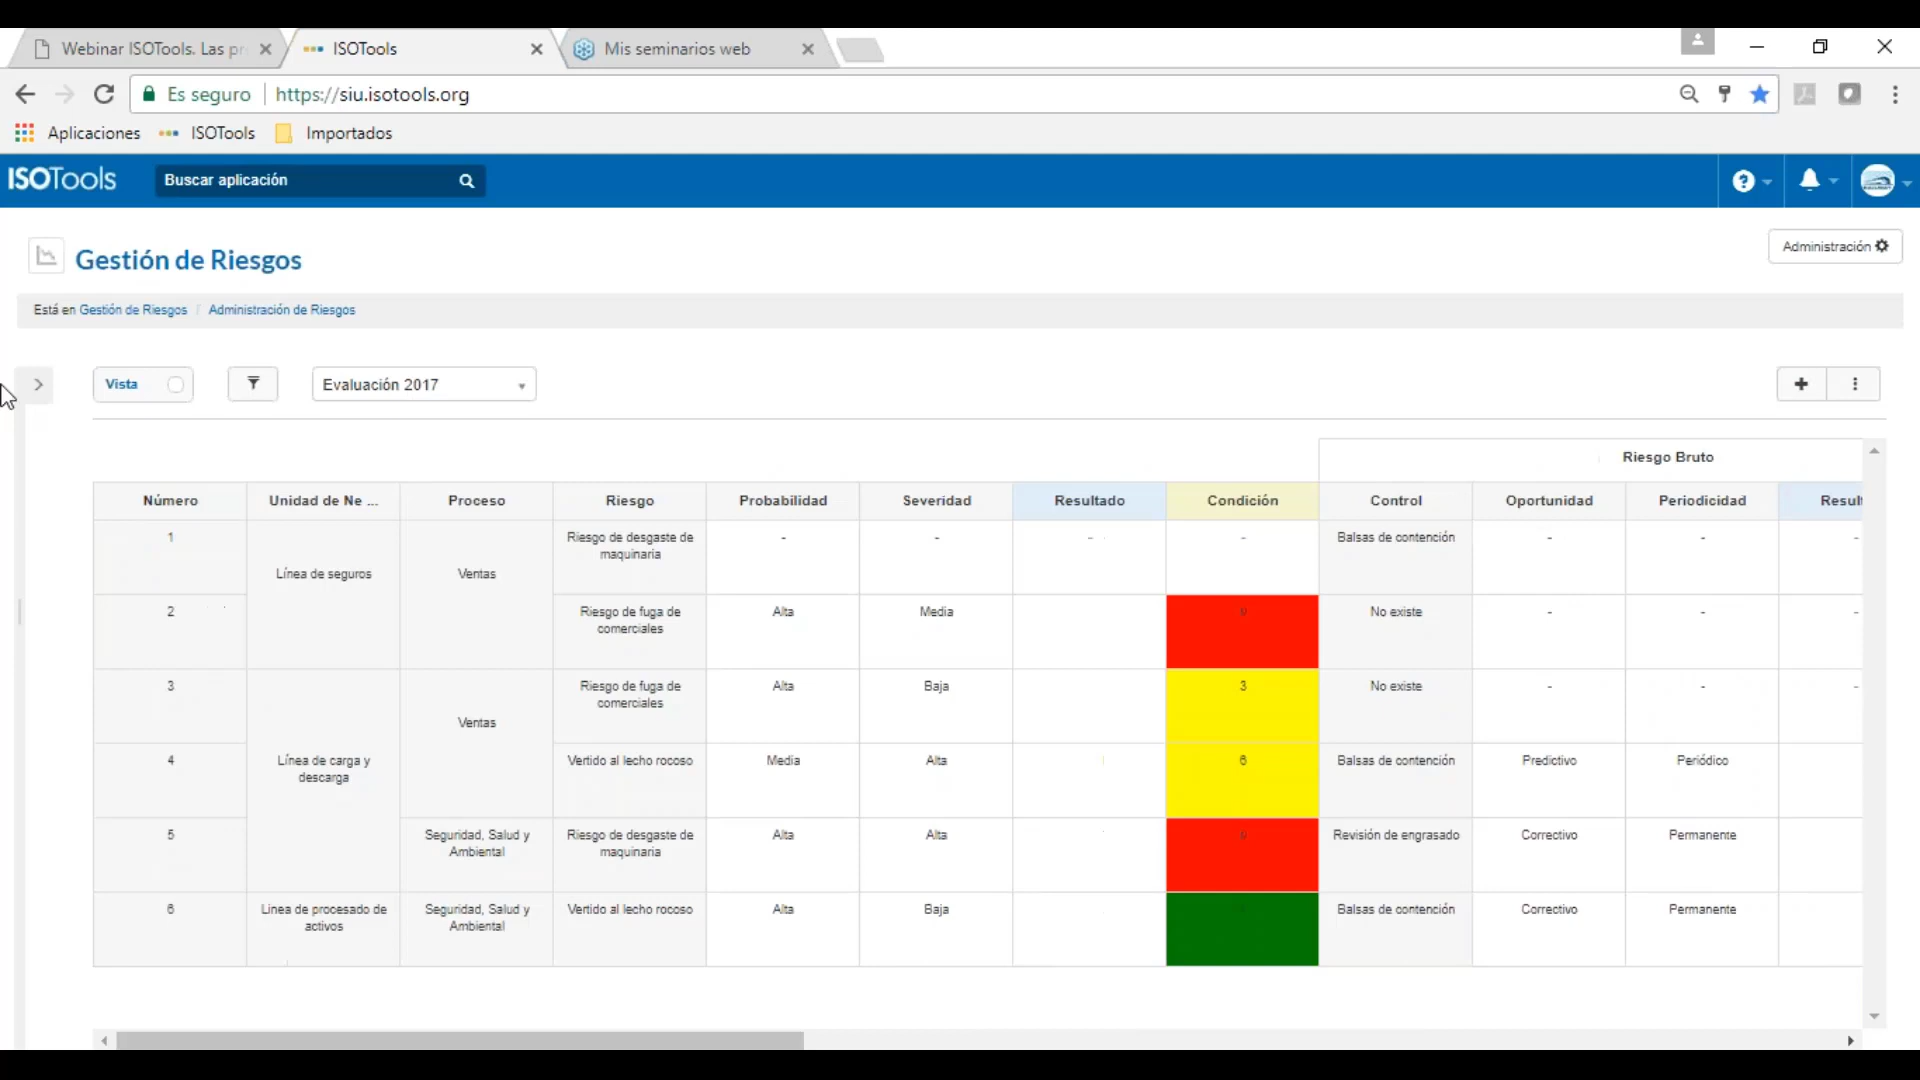 Webinar ISOTools. Las pr
ISOTools
Mis seminarios web
Es seguro https://siu.isotools.org
Aplicaciones ISOTools Importados
ISOTools Buscar aplicación
Gestión de Riesgos
Administración
Está en Gestión de Riesgos / Administración de Riesgos
Vista Evaluación 2017
Riesgo Bruto
Número Unidad de Ne ... Proceso Riesgo Probabilidad Severidad Resultado Condición Control Oportunidad Periodicidad Result
1 Línea de seguros Ventas Riesgo de desgaste de maquinaria - - - - Balsas de contención - - -
2 Riesgo de fuga de comerciales Alta Media No existe - - -
3 Línea de carga y descarga Ventas Riesgo de fuga de comerciales Alta Baja 3 No existe - - -
4 Vertido al lecho rocoso Media Alta 6 Balsas de contención Predictivo Periódico
5 Seguridad, Salud y Ambiental Riesgo de desgaste de maquinaria Alta Alta Revisión de engrasado Correctivo Permanente
6 Linea de procesado de activos Seguridad, Salud y Ambiental Vertido al lecho rocoso Alta Baja Balsas de contención Correctivo Permanente